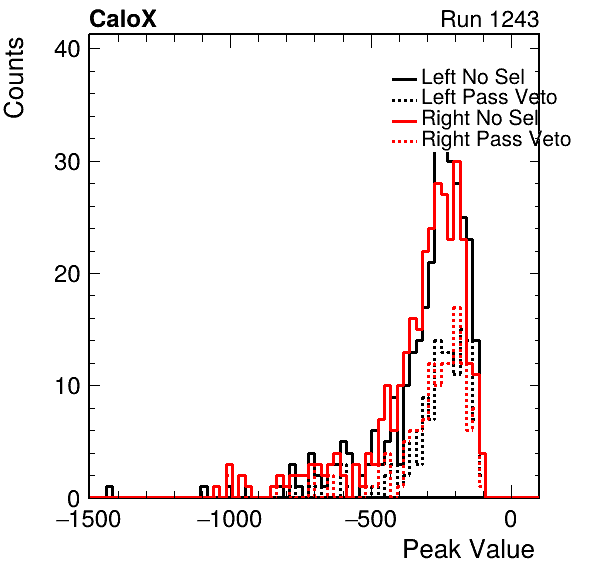 CaloX Run 1243
Counts
40
30
20
10
0
Left No Sel
Left Pass Veto
Right No Sel
Right Pass Veto
−1500 −1000 −500 0
Peak Value